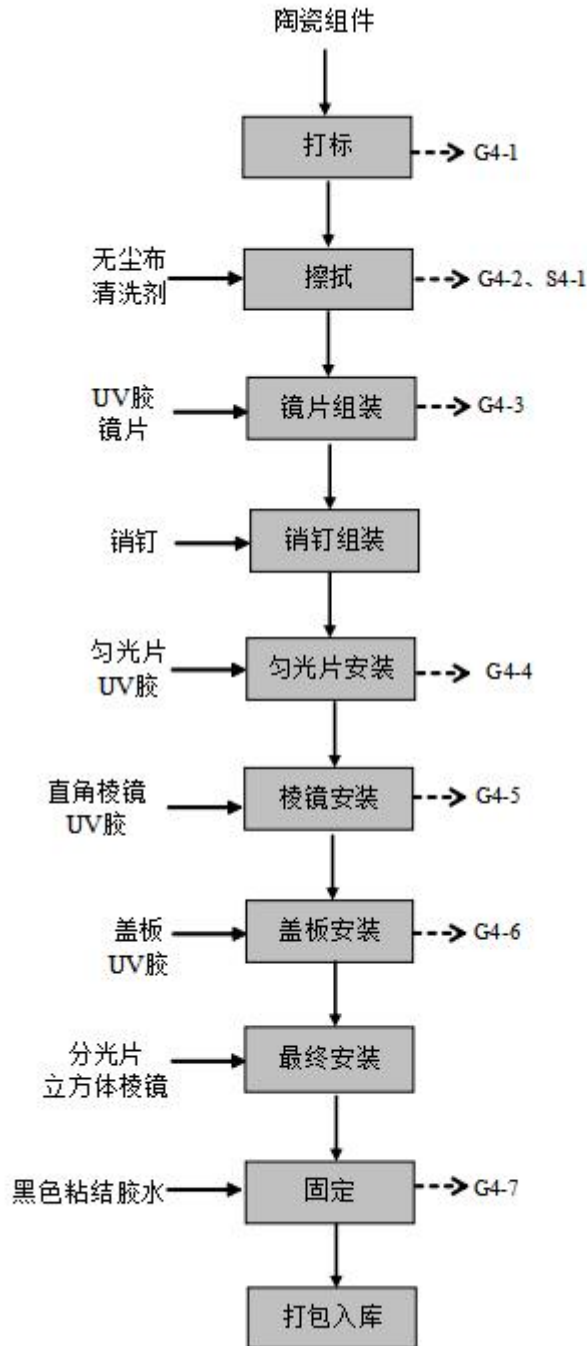 陶瓷组件
打标
G4-1
无尘布
清洗剂
擦拭
G4-2、S4-1
UV胶
镜片
镜片组装
G4-3
销钉
销钉组装
匀光片
UV胶
匀光片安装
G4-4
直角棱镜
UV胶
棱镜安装
G4-5
盖板
UV胶
盖板安装
G4-6
分光片
立方体棱镜
最终安装
黑色粘结胶水
固定
G4-7
打包入库